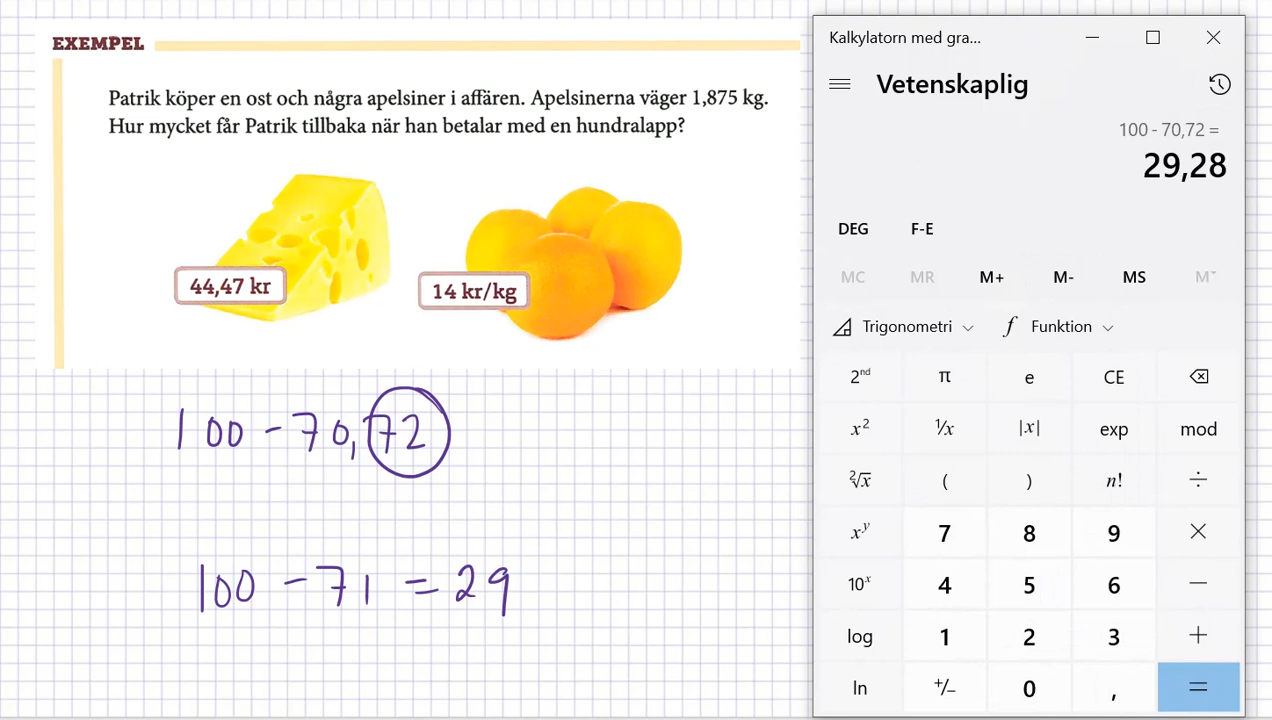 EXEMPEL
Patrik köper en ost och några apelsiner i affären. Apelsinerna väger 1,875 kg.
Hur mycket får Patrik tillbaka när han betalar med en hundralapp?
44,47 kr
14 kr/kg
100 - 70,72
100 - 71 = 29
Kalkylatorn med gra...
Vetenskaplig
100 - 70,72 =
29,28
DEG F-E
MC MR M+ M- MS M˅
Trigonometri f Funktion
2ⁿᵈ π e CE
x² ¹/x |x| exp mod
²√x ( ) n! ÷
xʸ 7 8 9 ×
10ˣ 4 5 6 −
log 1 2 3 +
ln +/− 0 , =